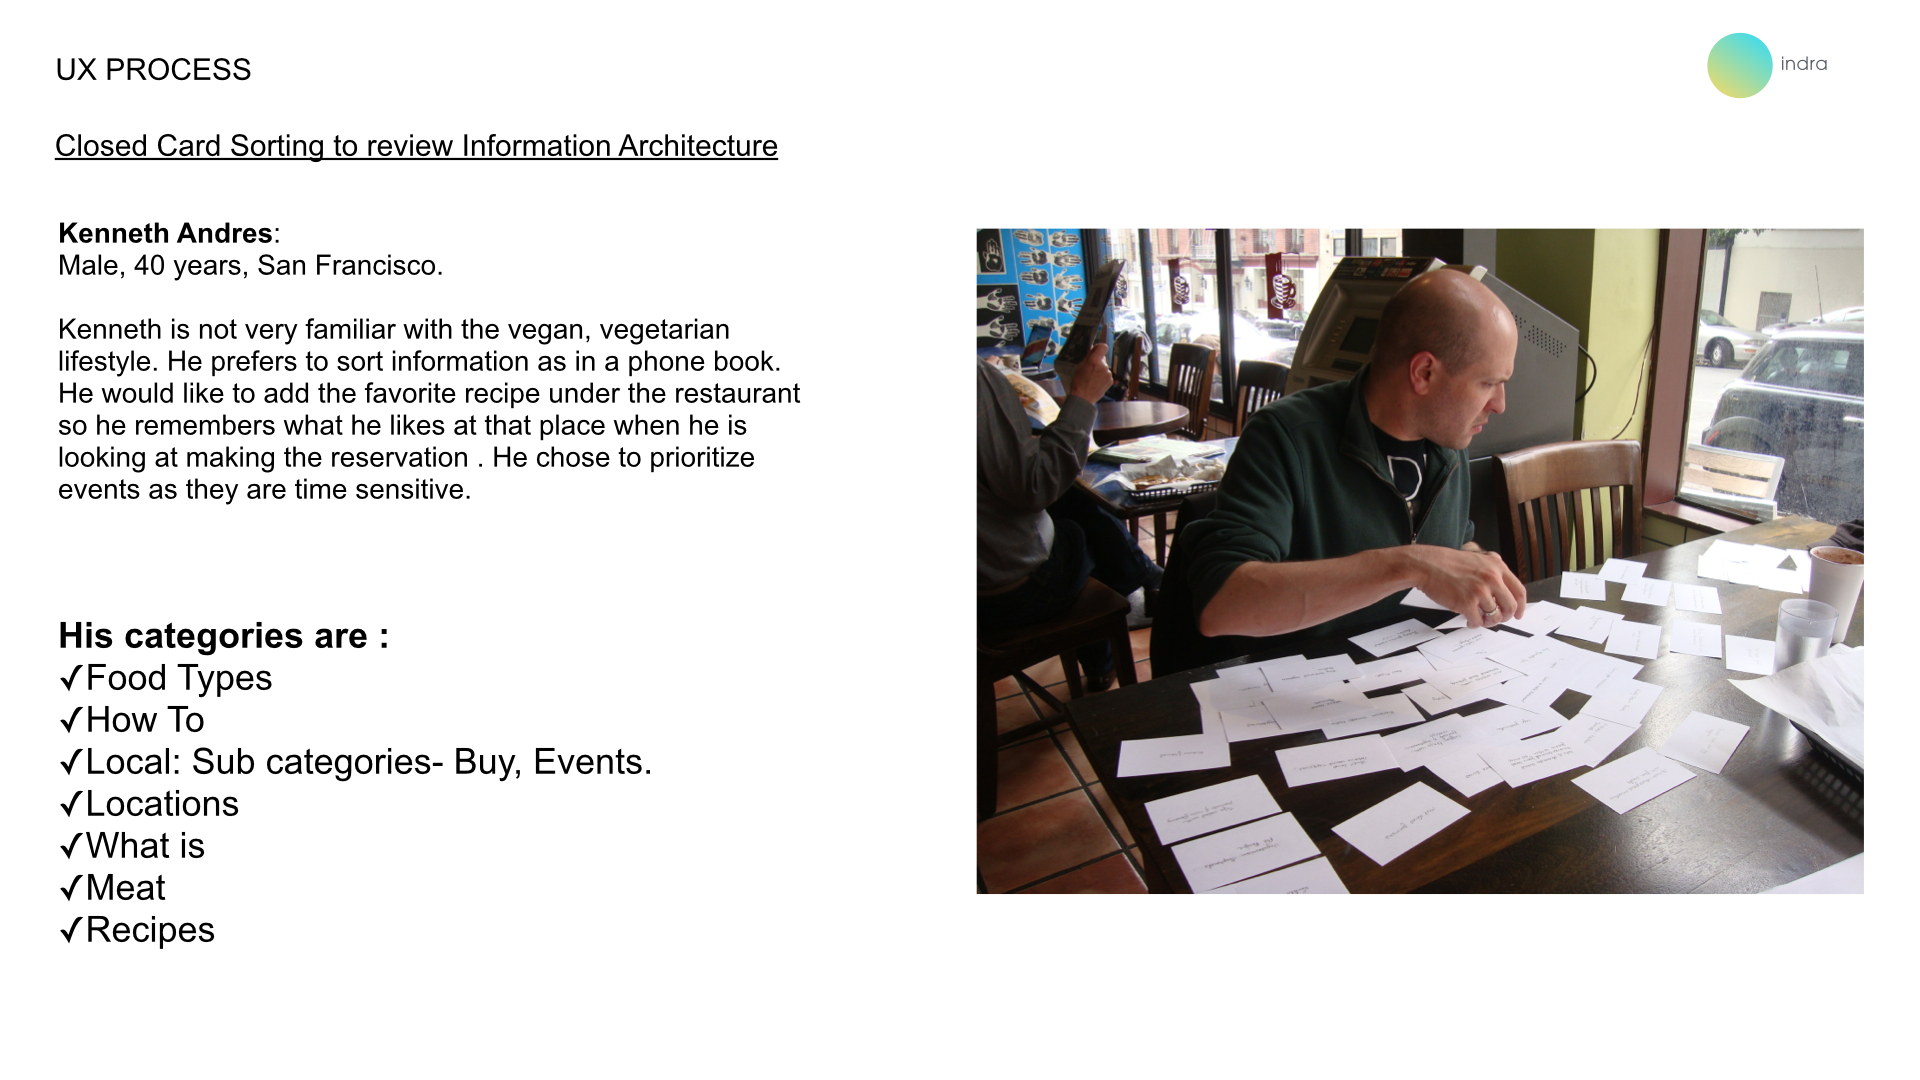 UX PROCESS
indra
Closed Card Sorting to review Information Architecture
Kenneth Andres:
Male, 40 years, San Francisco.
Kenneth is not very familiar with the vegan, vegetarian
lifestyle. He prefers to sort information as in a phone book.
He would like to add the favorite recipe under the restaurant
so he remembers what he likes at that place when he is
looking at making the reservation . He chose to prioritize
events as they are time sensitive.
His categories are :
✓Food Types
✓How To
✓Local: Sub categories- Buy, Events.
✓Locations
✓What is
✓Meat
✓Recipes